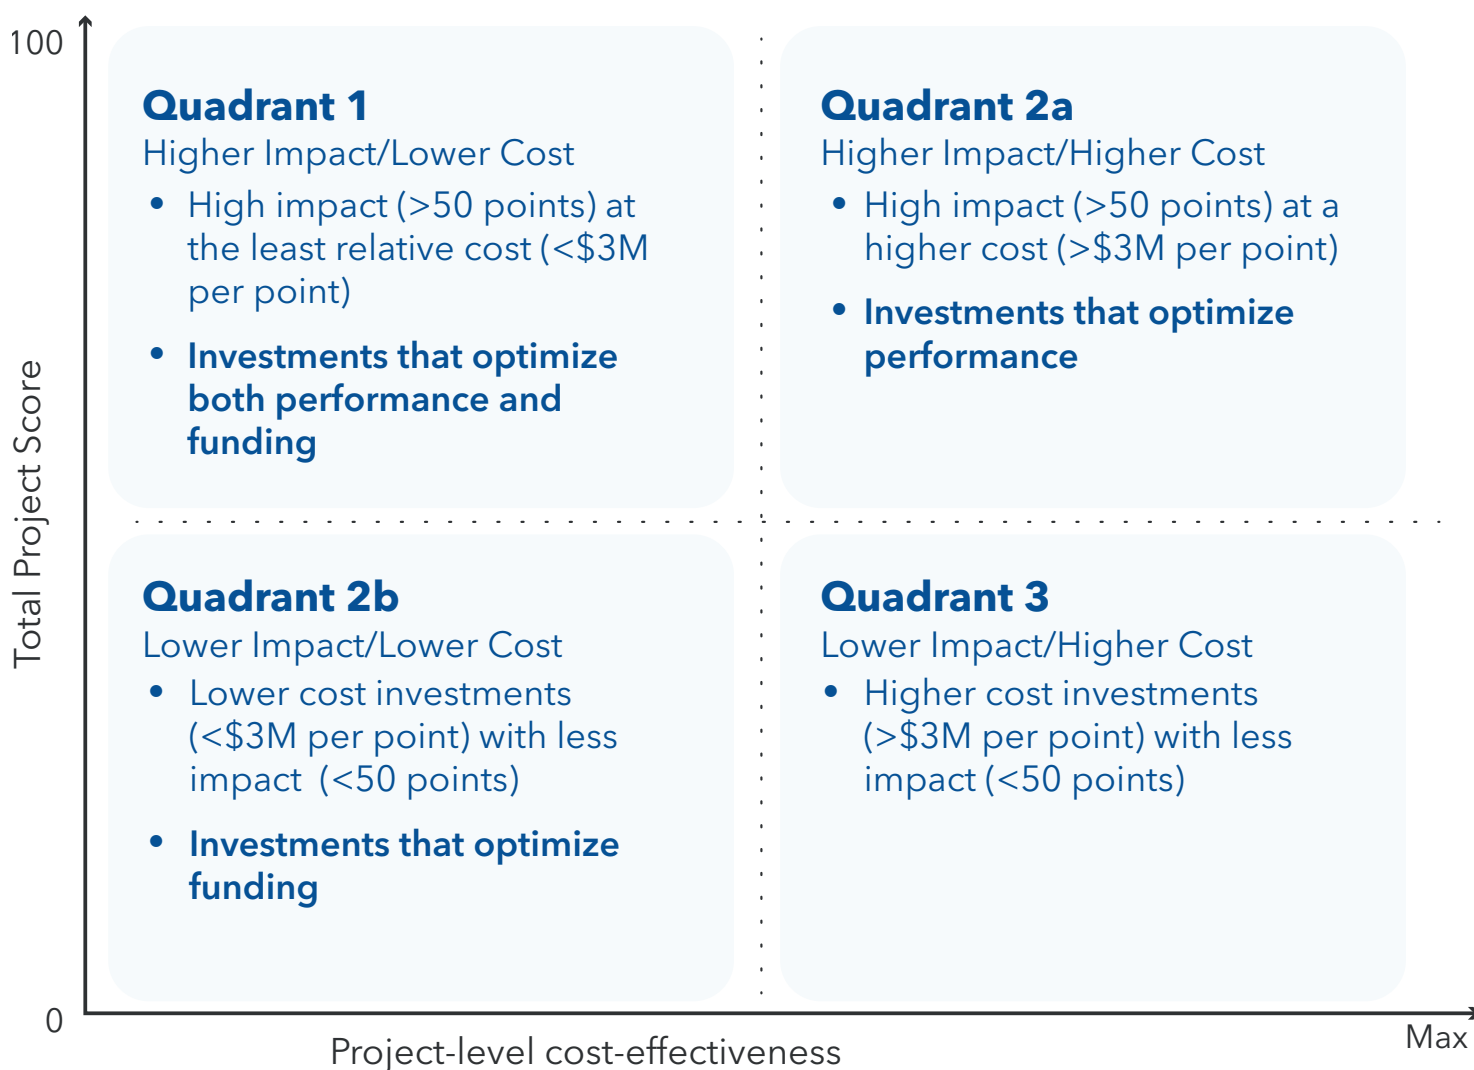 100
Quadrant 1
Higher Impact/Lower Cost
• High impact (>50 points) at
the least relative cost (<$3M
per point)
• Investments that optimize
both performance and
funding
Quadrant 2a
Higher Impact/Higher Cost
• High impact (>50 points) at a
higher cost (>$3M per point)
• Investments that optimize
performance
Total Project Score
Quadrant 2b
Lower Impact/Lower Cost
• Lower cost investments
(<$3M per point) with less
impact (<50 points)
• Investments that optimize
funding
Quadrant 3
Lower Impact/Higher Cost
• Higher cost investments
(>$3M per point) with less
impact (<50 points)
0
Project-level cost-effectiveness
Max